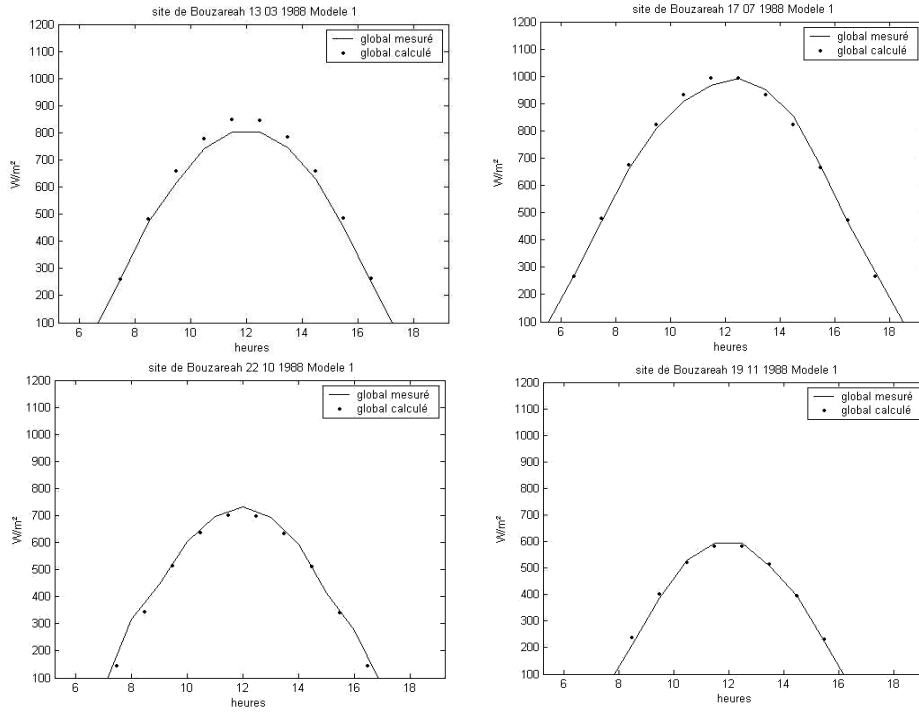 site de Bouzareah 13 03 1988 Modele 1
global mesuré
global calculé
1200
1100
1000
900
800
700
600
500
400
300
200
100
W/m²
6 8 10 12 14 16 18
heures
site de Bouzareah 17 07 1988 Modele 1
global mesuré
global calculé
1200
1100
1000
900
800
700
600
500
400
300
200
100
W/m²
6 8 10 12 14 16 18
heures
site de Bouzareah 22 10 1988 Modele 1
global mesuré
global calculé
1200
1100
1000
900
800
700
600
500
400
300
200
100
W/m²
6 8 10 12 14 16 18
heures
site de Bouzareah 19 11 1988 Modele 1
global mesuré
global calculé
1200
1100
1000
900
800
700
600
500
400
300
200
100
W/m²
6 8 10 12 14 16 18
heures